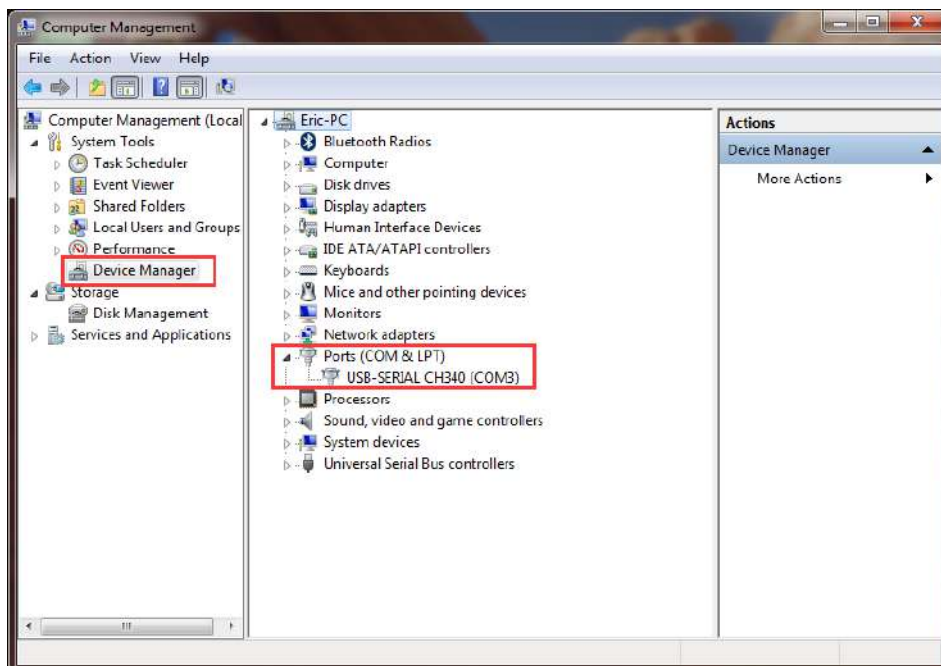 Computer Management
File Action View Help
Computer Management (Local
System Tools
Task Scheduler
Event Viewer
Shared Folders
Local Users and Groups
Performance
Device Manager
Storage
Disk Management
Services and Applications
Eric-PC
Bluetooth Radios
Computer
Disk drives
Display adapters
Human Interface Devices
IDE ATA/ATAPI controllers
Keyboards
Mice and other pointing devices
Monitors
Network adapters
Ports (COM & LPT)
USB-SERIAL CH340 (COM3)
Processors
Sound, video and game controllers
System devices
Universal Serial Bus controllers
Actions
Device Manager
More Actions